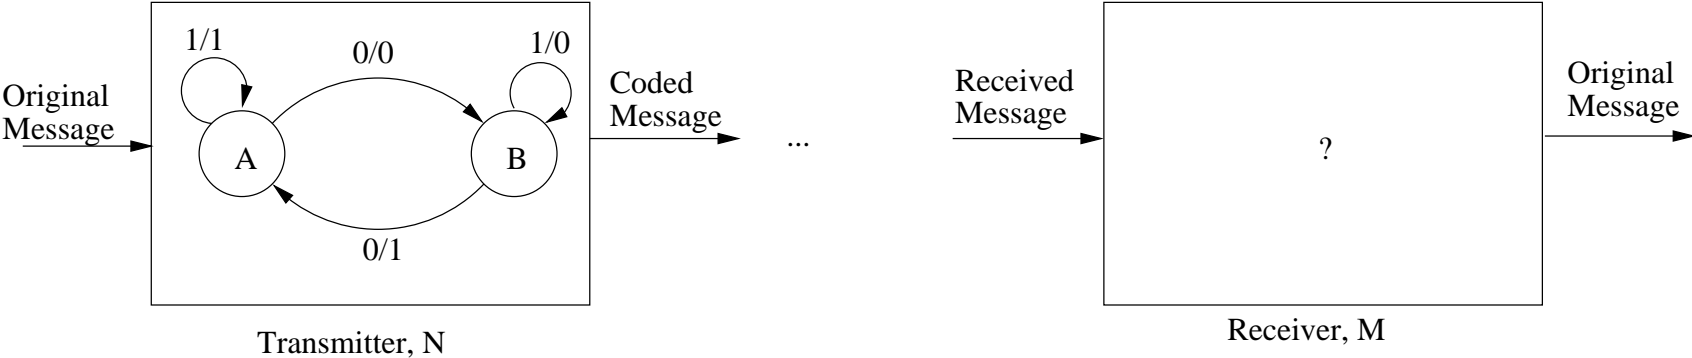 Original
Message
1/1
0/0
1/0
A
B
0/1
Transmitter, N
Coded
Message
...
Received
Message
?
Receiver, M
Original
Message